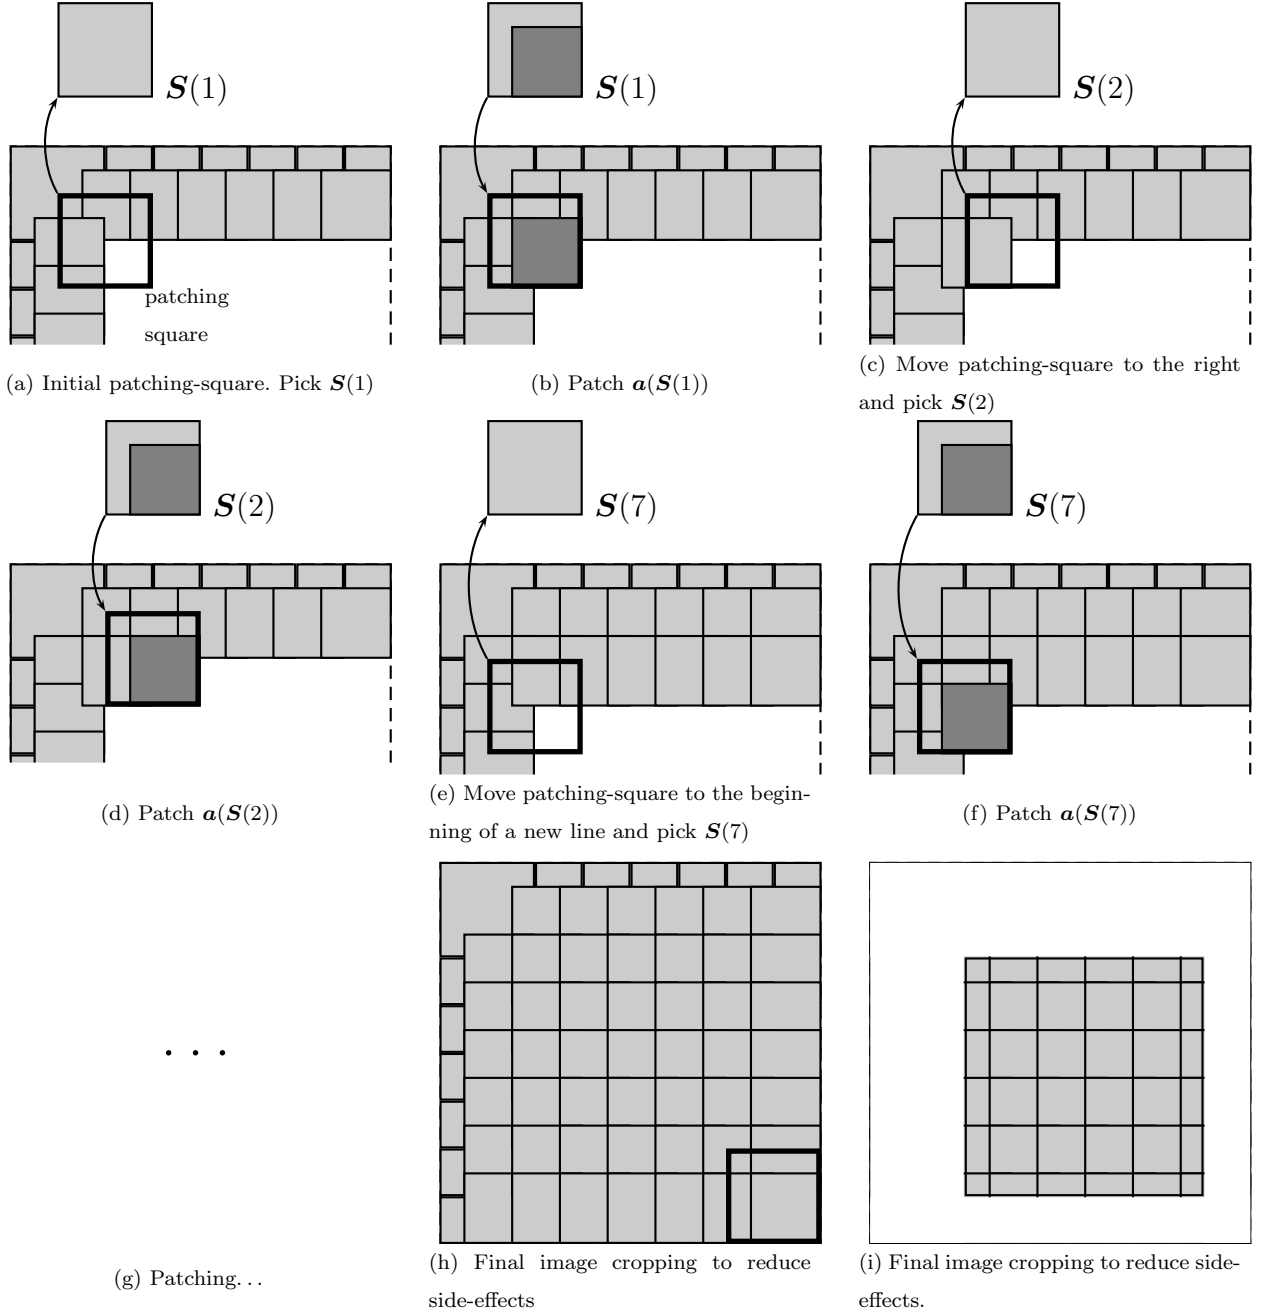 S(1)
S(1)
S(2)
patching
square
(a) Initial patching-square. Pick S(1)
(b) Patch a(S(1))
(c) Move patching-square to the right
and pick S(2)
S(2)
S(7)
S(7)
(d) Patch a(S(2))
(e) Move patching-square to the begin-
ning of a new line and pick S(7)
(f) Patch a(S(7))
. . .
(g) Patching. . .
(h) Final image cropping to reduce
side-effects
(i) Final image cropping to reduce side-
effects.